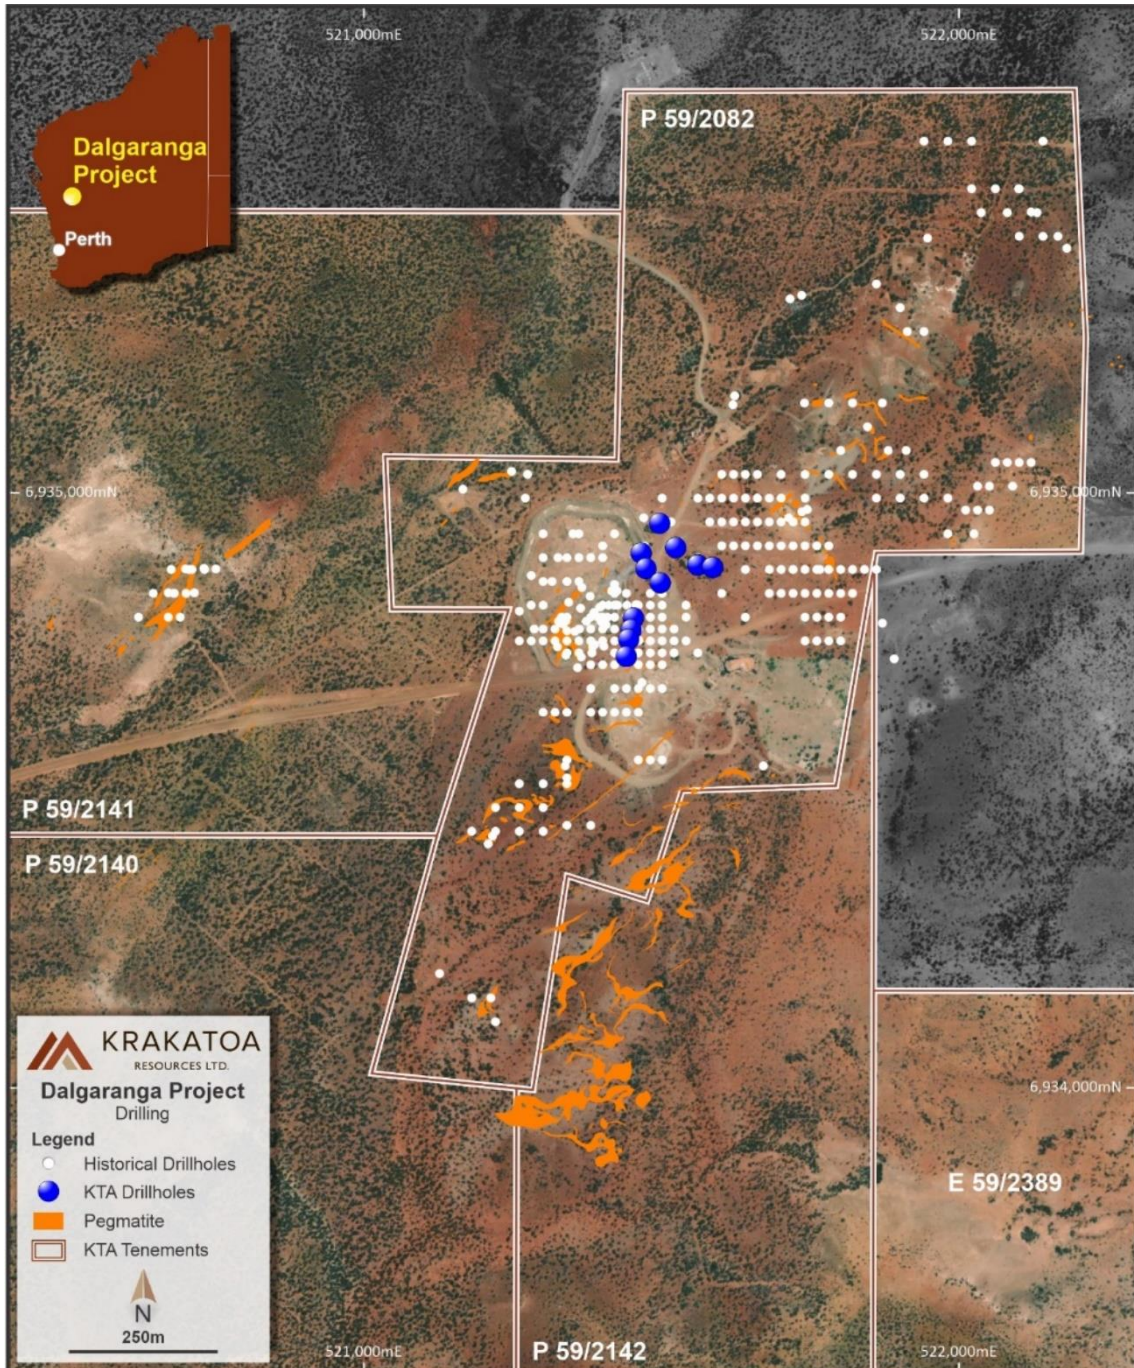 521,000mE
522,000mE
P 59/2082
Dalgaranga
Project
Perth
6,935,000mN
6,935,000mN
P 59/2141
P 59/2140
KRAKATOA
RESOURCES LTD.
Dalgaranga Project
Drilling
Legend
Historical Drillholes
KTA Drillholes
Pegmatite
KTA Tenements
N
250m
6,934,000mN
E 59/2389
521,000mE
522,000mE
P 59/2142